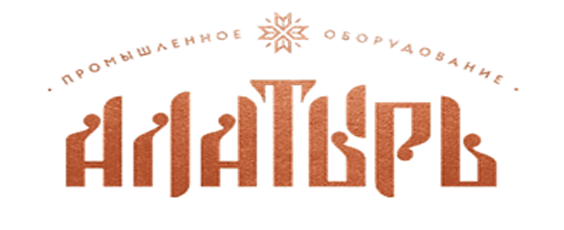 ПРОМЫШЛЕННОЕ ОБОРУДОВАНИЕ
АЛАТЫРЬ